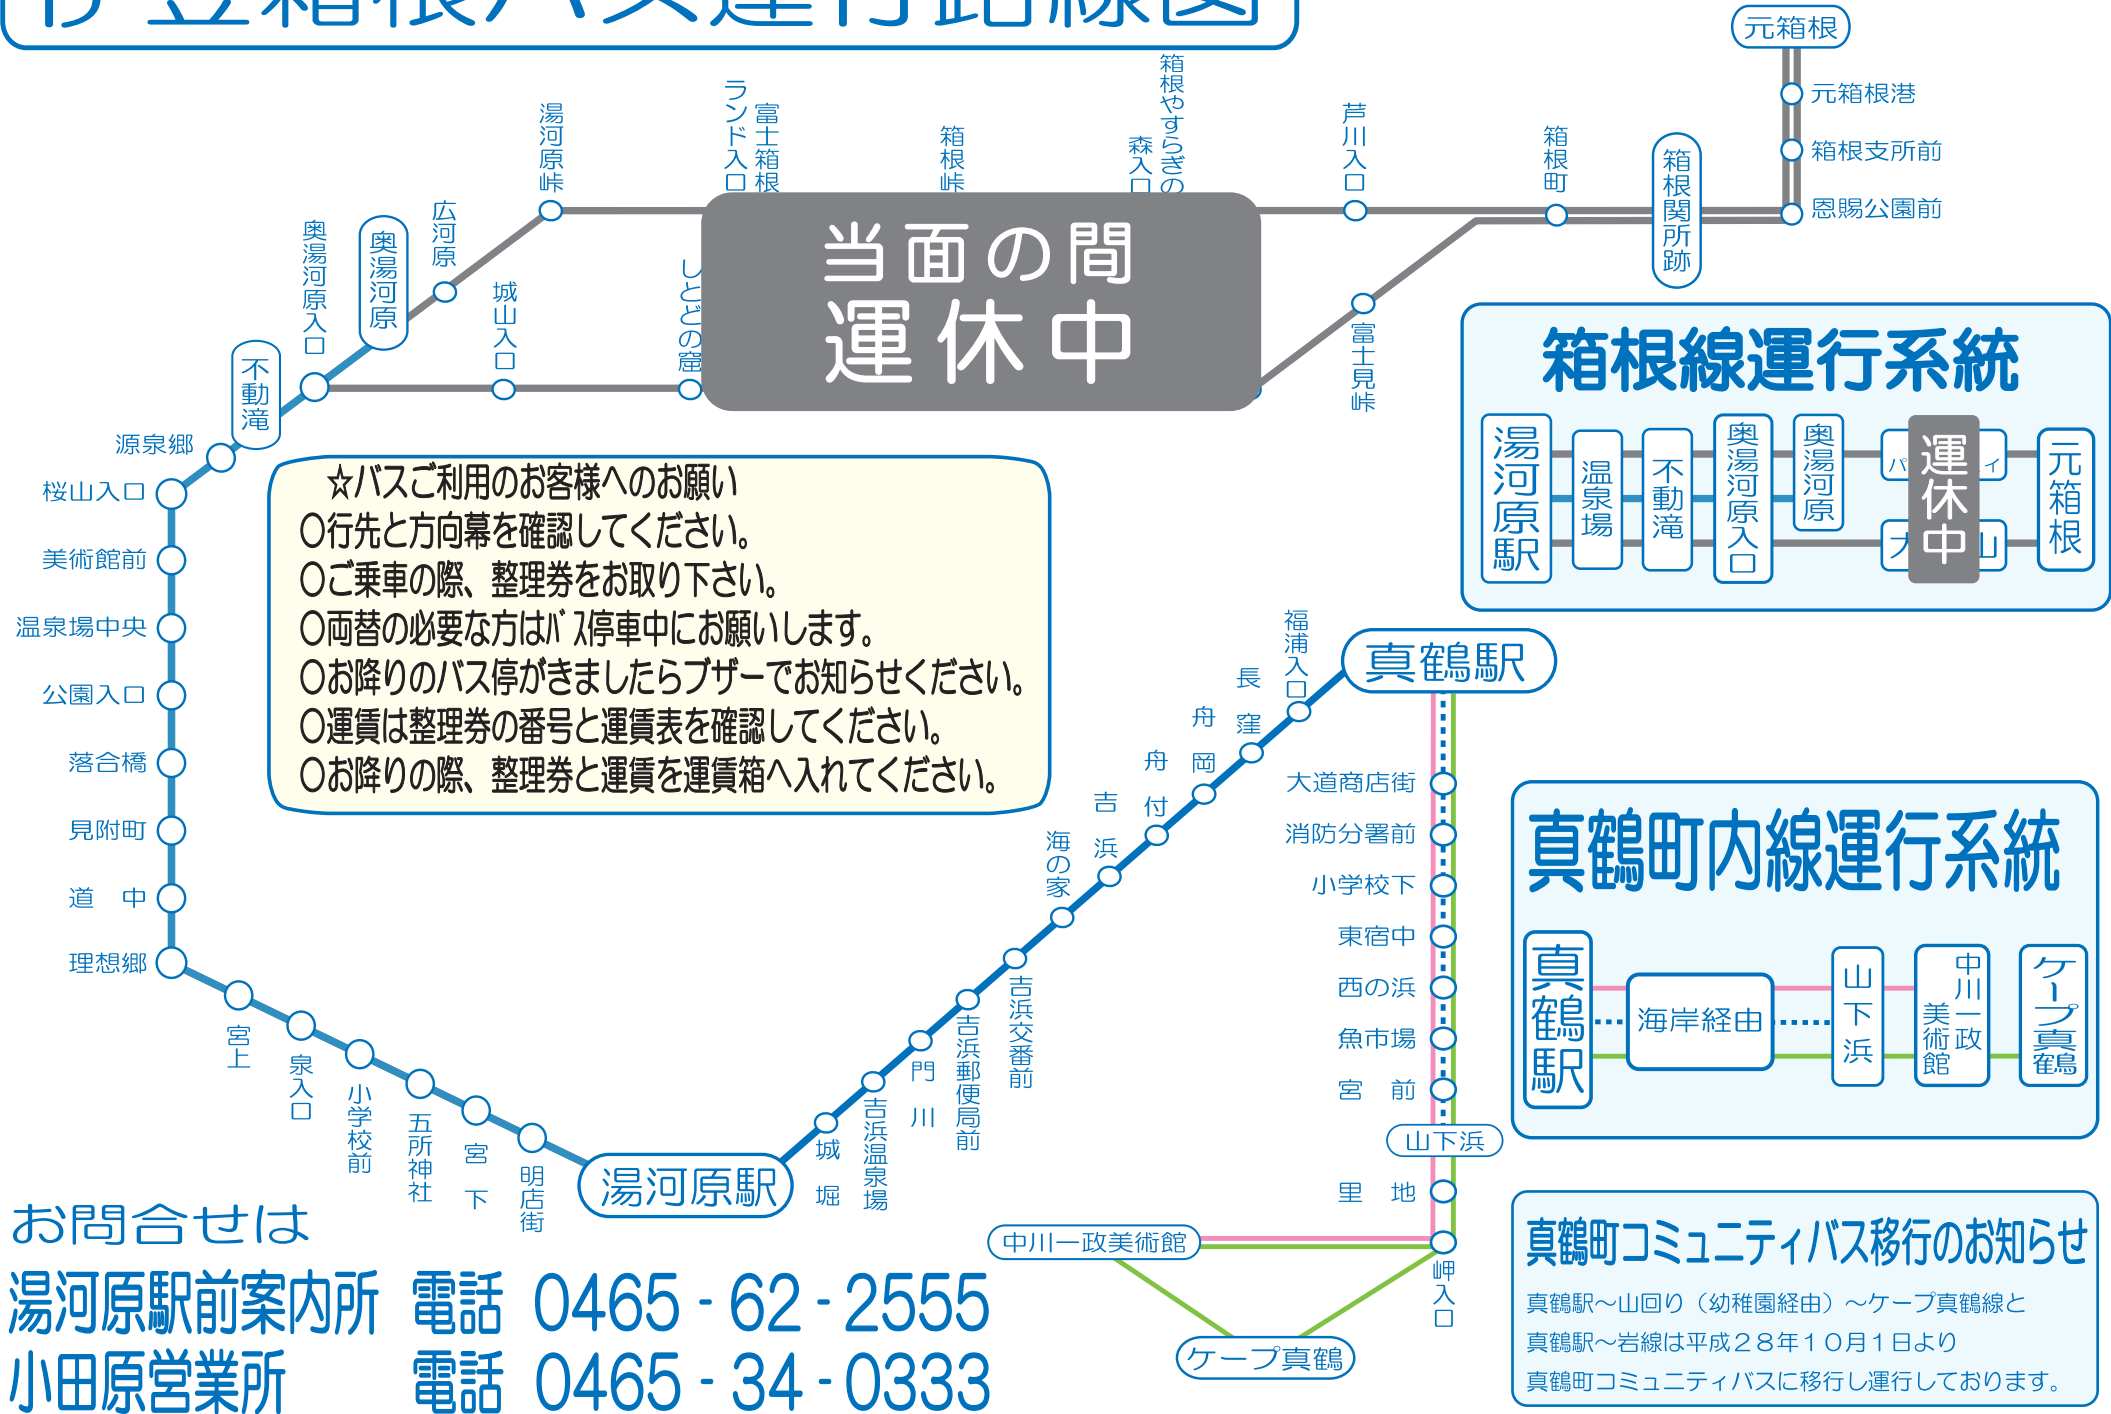 箱根バス運行路線図
元箱根
元箱根港
箱根支所前
恩賜公園前
箱根関所跡
箱根町
芦川入口
箱根やすらぎの
森入口
箱根峠
富士箱根
ランド入口
湯河原峠
広河原
奥湯河原
奥湯河原入口
城山入口
しとどの窟
富士見峠
当面の間
運休中
不動滝
源泉郷
桜山入口
美術館前
温泉場中央
公園入口
落合橋
見附町
道 中
理想郷
宮上
泉入口
小学校前
五所神社
宮 下
明店街
湯河原駅
城 堀
吉浜温泉場
門 川
吉浜郵便局前
吉浜交番前
海の家
吉 浜
舟 付
舟 岡
長 窪
福浦入口
真鶴駅
大道商店街
消防分署前
小学校下
東宿中
西の浜
魚市場
宮 前
山下浜
里 地
岬入口
中川一政美術館
ケープ真鶴
☆バスご利用のお客様へのお願い
〇行先と方向幕を確認してください。
〇ご乗車の際、整理券をお取り下さい。
〇両替の必要な方はバス停車中にお願いします。
〇お降りのバス停がきましたらブザーでお知らせください。
〇運賃は整理券の番号と運賃表を確認してください。
〇お降りの際、整理券と運賃を運賃箱へ入れてください。
箱根線運行系統
湯河原駅
温泉場
不動滝
奥湯河原入口
奥湯河原
運休中
元箱根
真鶴町内線運行系統
真鶴駅
海岸経由
山下浜
中川一政
美術館
ケープ真鶴
真鶴町コミュニティバス移行のお知らせ
真鶴駅～山回り（幼稚園経由）～ケープ真鶴線と
真鶴駅～岩線は平成２８年１０月１日より
真鶴町コミュニティバスに移行し運行しております。
お問合せは
湯河原駅前案内所 電話 0465 - 62 - 2555
小田原営業所 電話 0465 - 34 - 0333